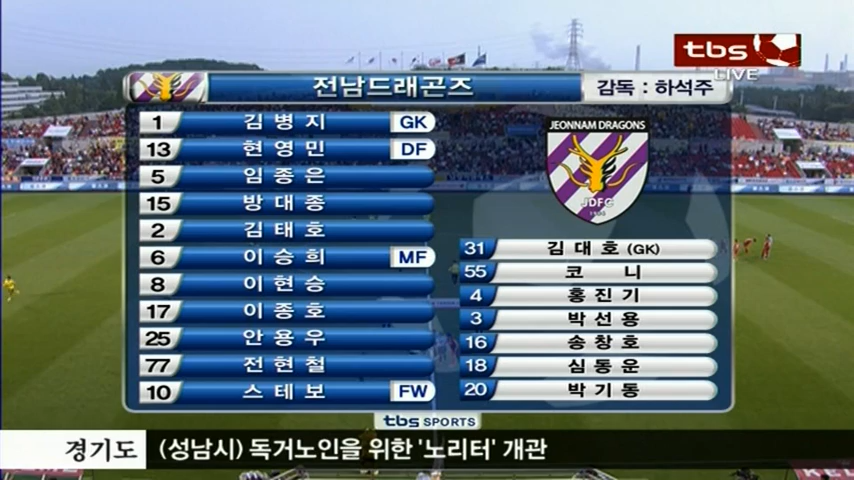 tbs
LIVE
전남드래곤즈
감독 : 하석주
1 김병지 GK
13 현영민 DF
5 임종은
15 방대종
2 김태호
6 이승희 MF
8 이현승
17 이종호
25 안용우
77 전현철
10 스테보 FW
JEONNAM DRAGONS
JDFC
31 김대호 (GK)
55 코 니
4 홍진기
3 박선용
16 송창호
18 심동운
20 박기동
tbs SPORTS
경기도 (성남시) 독거노인을 위한 '노리터' 개관